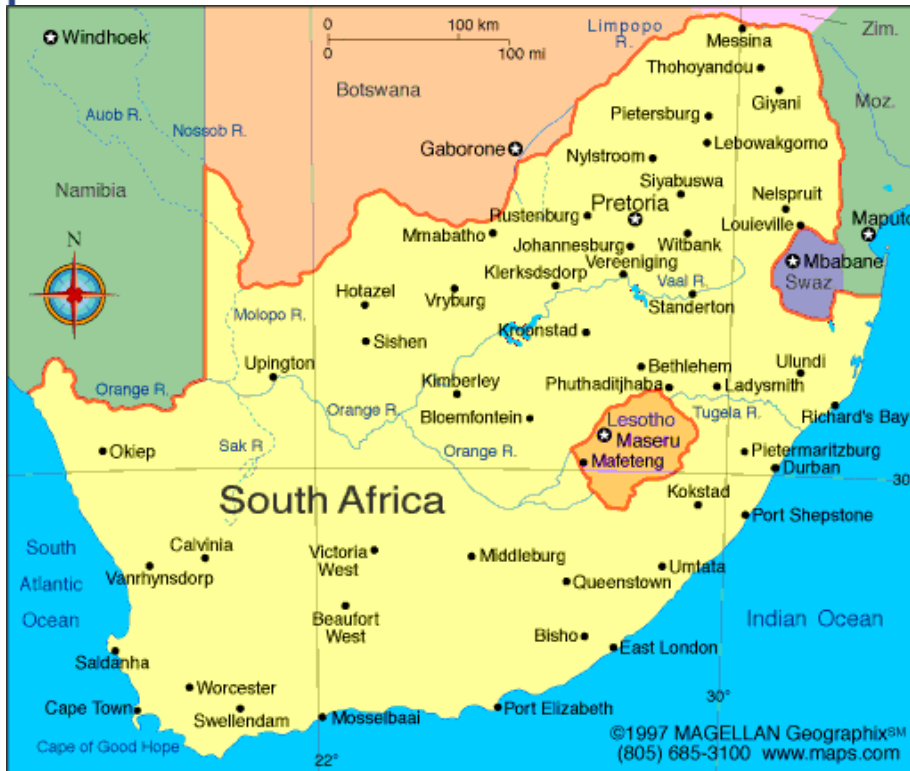 Windhoek
0 100 km
0 100 mi
Limpopo
R.
Zim.
Messina
Thohoyandou
Botswana
Giyani
Moz.
Auob R.
Nossob R.
Pietersburg
Gaborone
Lebowakgomo
Nylstroom
Namibia
Siyabuswa
Nelspruit
Pretoria
Rustenburg
Louieville
Maputo
N
Mmabatho
Johannesburg
Witbank
Mbabane
Klerksdsdorp
Vereeniging
Vaal R.
Swaz.
Hotazel
Vryburg
Standerton
Molopo R.
Kroonstad
Sishen
Upington
Bethlehem
Ulundi
Orange R.
Kimberley
Phuthaditjhaba
Ladysmith
Orange R.
Bloemfontein
Lesotho
Tugela R.
Richard's Bay
Okiep
Sak R
Orange R.
Maseru
Pietermaritzburg
Mafeteng
Durban
30
South Africa
Kokstad
Port Shepstone
South
Atlantic
Ocean
Calvinia
Victoria
West
Middleburg
Vanrhynsdorp
Umtata
Queenstown
Beaufort
West
Indian Ocean
Bisho
East London
Saldanha
Worcester
30°
Cape Town
Swellendam
Mosselbaai
Port Elizabeth
©1997 MAGELLAN Geographix℠
Cape of Good Hope
22°
(805) 685-3100 www.maps.com